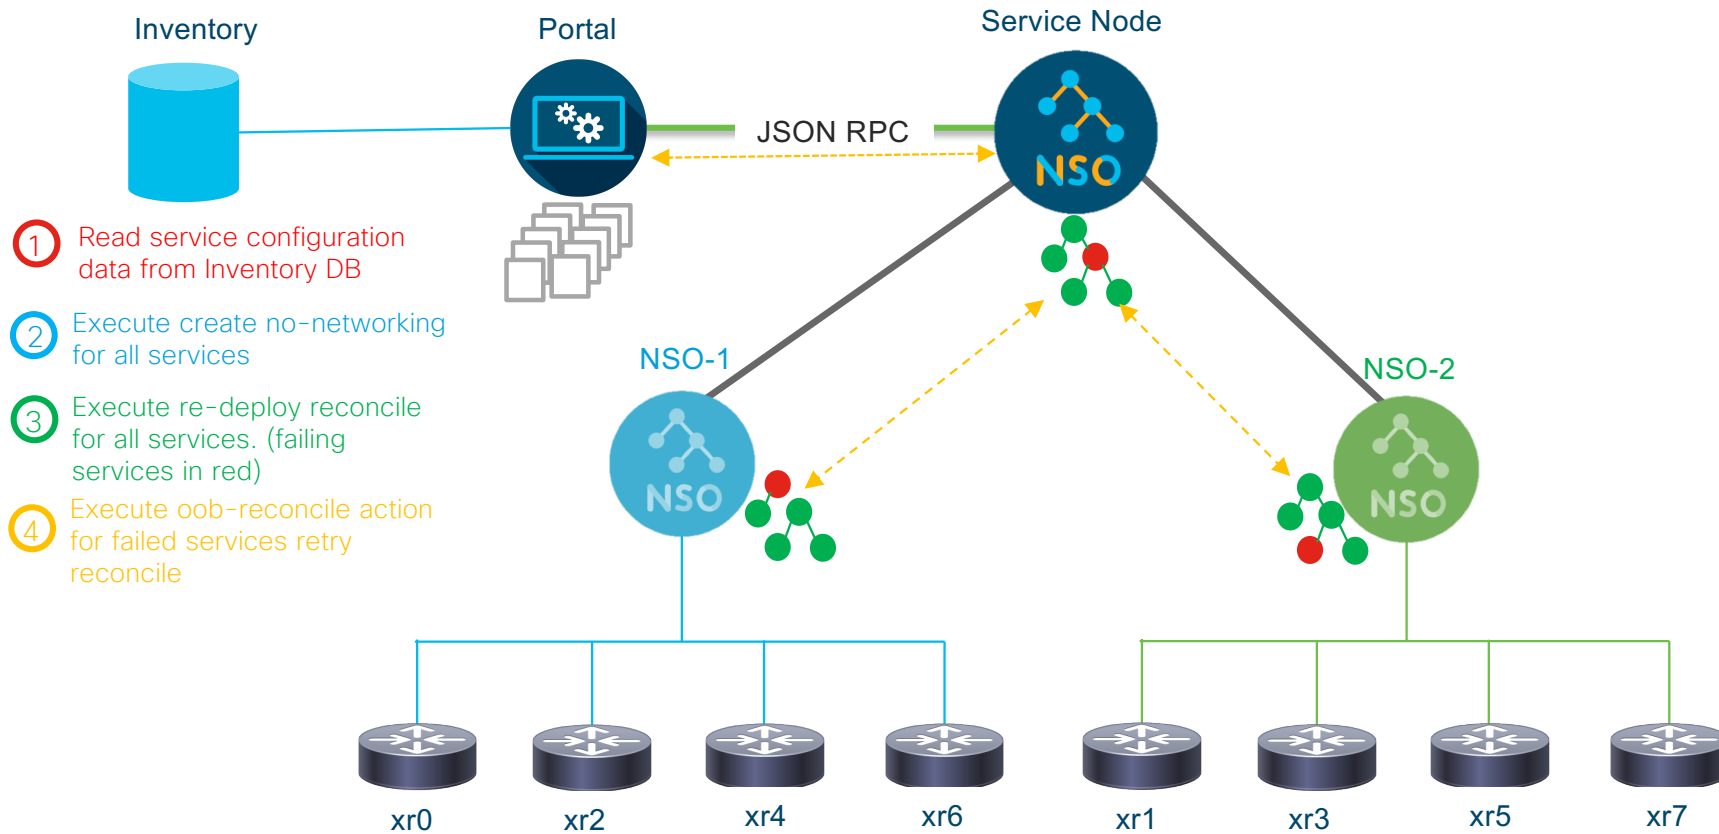 Inventory
Portal
Service Node
JSON RPC
NSO
1
Read service configuration
data from Inventory DB
2
Execute create no-networking
for all services
3
Execute re-deploy reconcile
for all services. (failing
services in red)
4
Execute oob-reconcile action
for failed services retry
reconcile
NSO-1
NSO
NSO-2
NSO
xr0
xr2
xr4
xr6
xr1
xr3
xr5
xr7